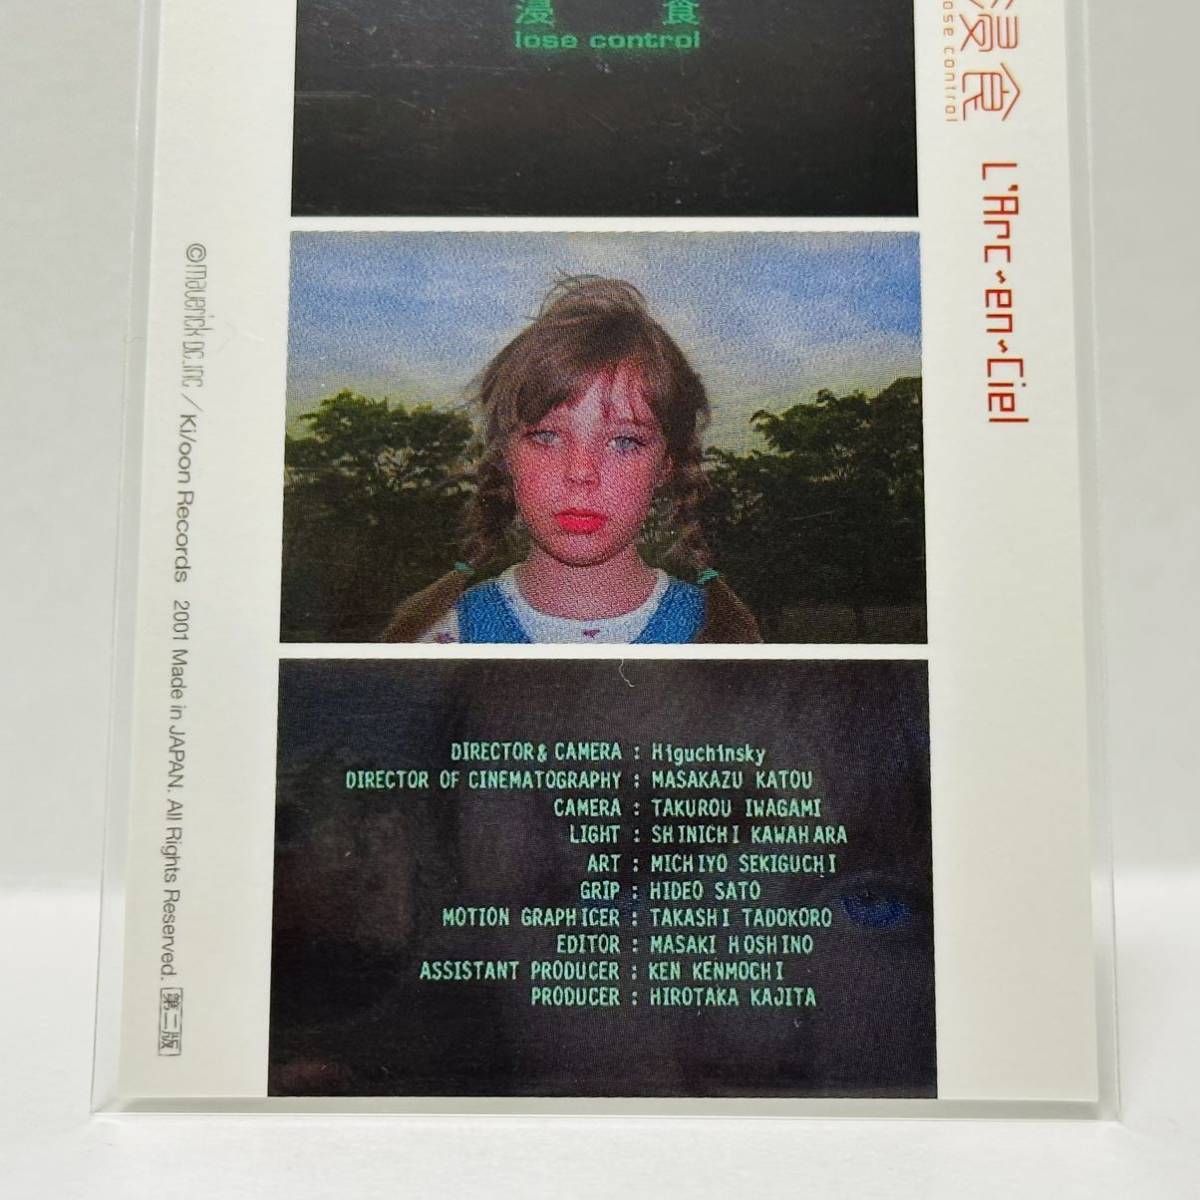 浸食
lose control
浸食
lose control
L'Arc~en~Ciel
©maverick DC.inc／Ki/oon Records 2001 Made in JAPAN. All Rights Reserved. 第二版
DIRECTOR & CAMERA : Higuchinsky
DIRECTOR OF CINEMATOGRAPHY : MASAKAZU KATOU
CAMERA : TAKUROU IWAGAMI
LIGHT : SHINICHI KAWAHARA
ART : MICHIYO SEKIGUCHI
GRIP : HIDEO SATO
MOTION GRAPHICER : TAKASHI TADOKORO
EDITOR : MASAKI HOSHINO
ASSISTANT PRODUCER : KEN KENMOCHI
PRODUCER : HIROTAKA KAJITA